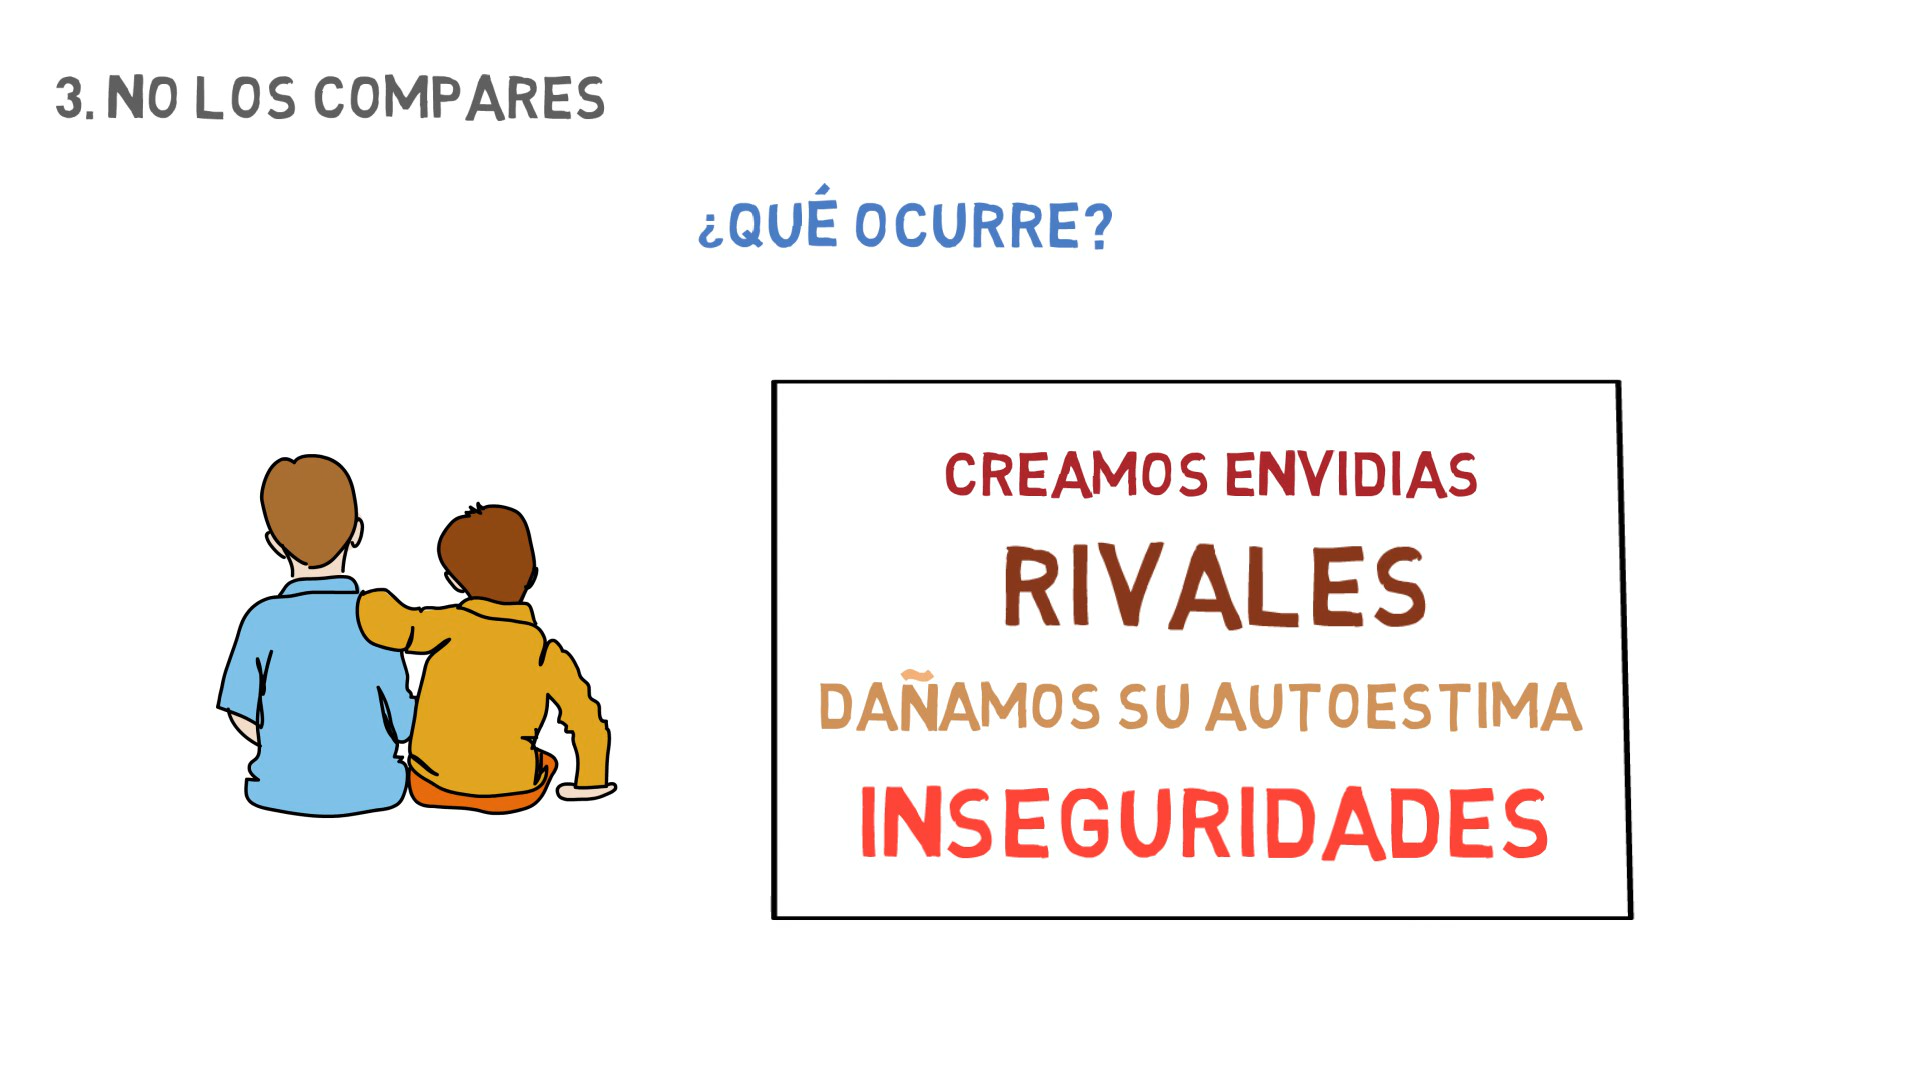 3. NO LOS COMPARES
¿QUÉ OCURRE?
CREAMOS ENVIDIAS
RIVALES
DAÑAMOS SU AUTOESTIMA
INSEGURIDADES